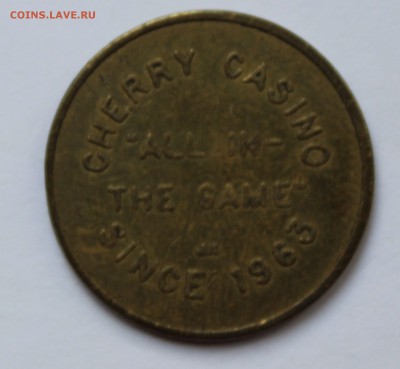 COINS.LAVE.RU
CHERRY CASINO
"ALL IN-
THE GAME"
SINCE 1963